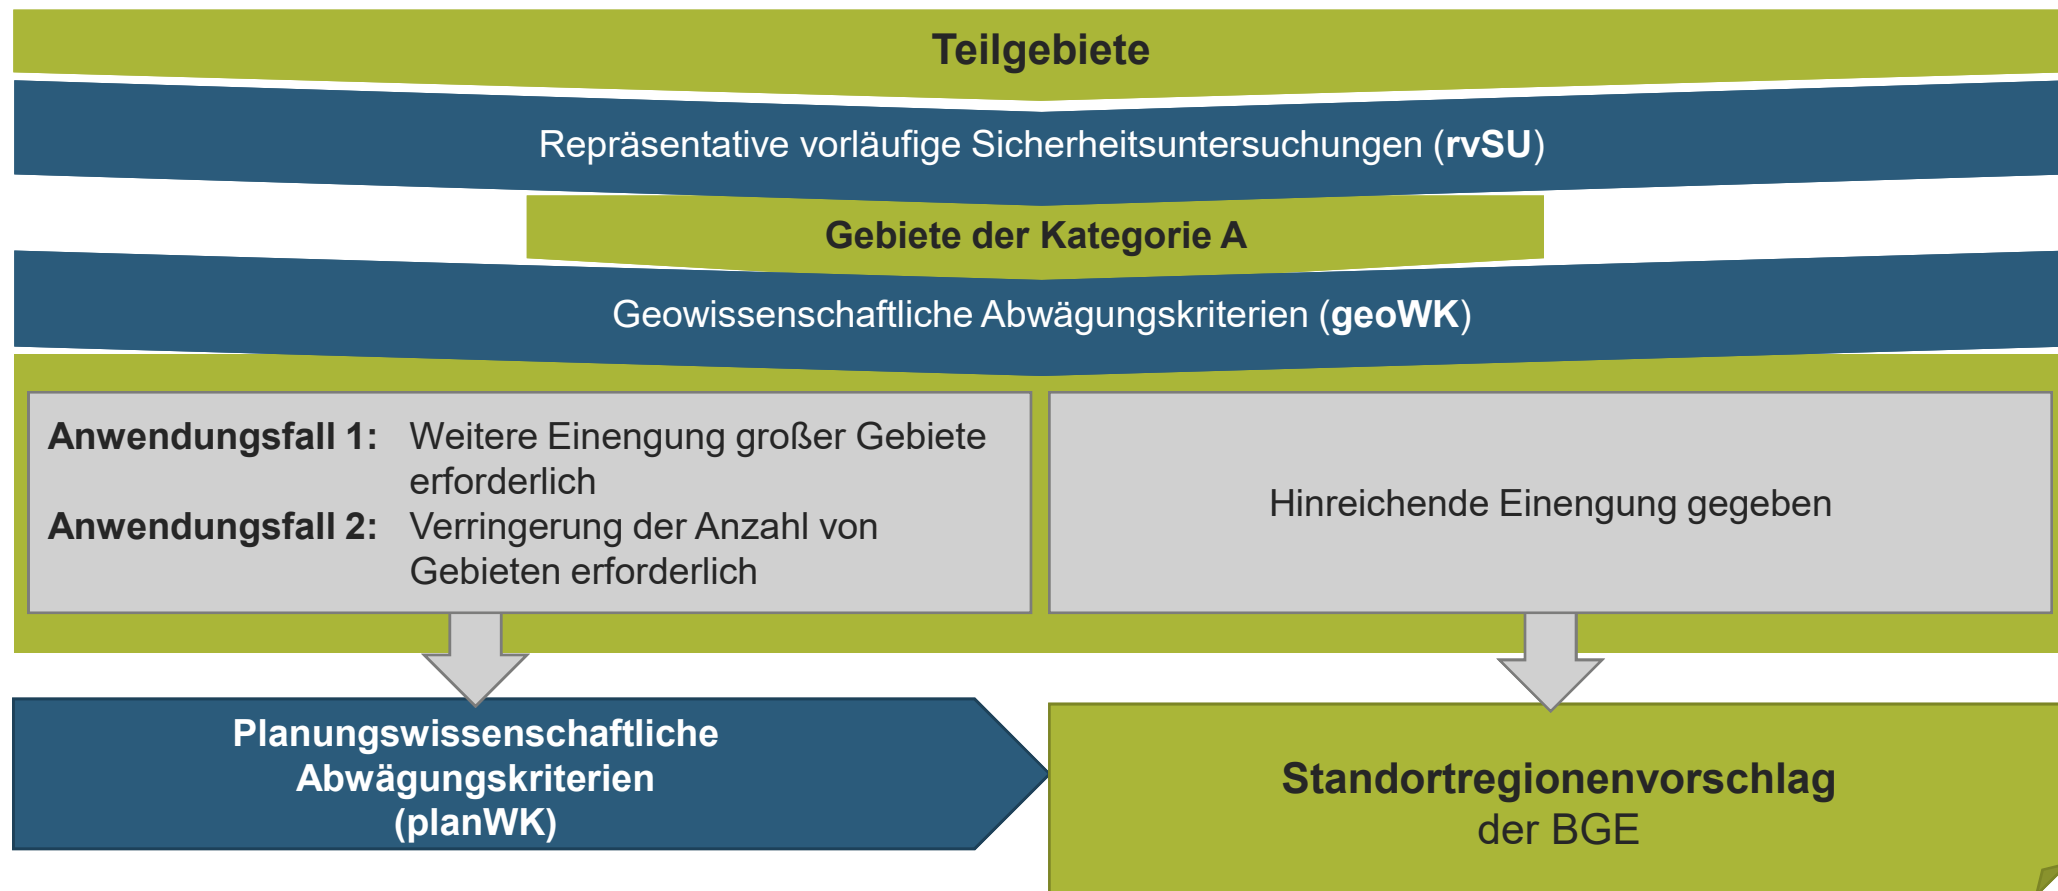 Teilgebiete
Repräsentative vorläufige Sicherheitsuntersuchungen (rvSU)
Gebiete der Kategorie A
Geowissenschaftliche Abwägungskriterien (geoWK)
Anwendungsfall 1: Weitere Einengung großer Gebiete
erforderlich
Anwendungsfall 2: Verringerung der Anzahl von
Gebieten erforderlich
Hinreichende Einengung gegeben
Planungswissenschaftliche
Abwägungskriterien
(planWK)
Standortregionenvorschlag
der BGE